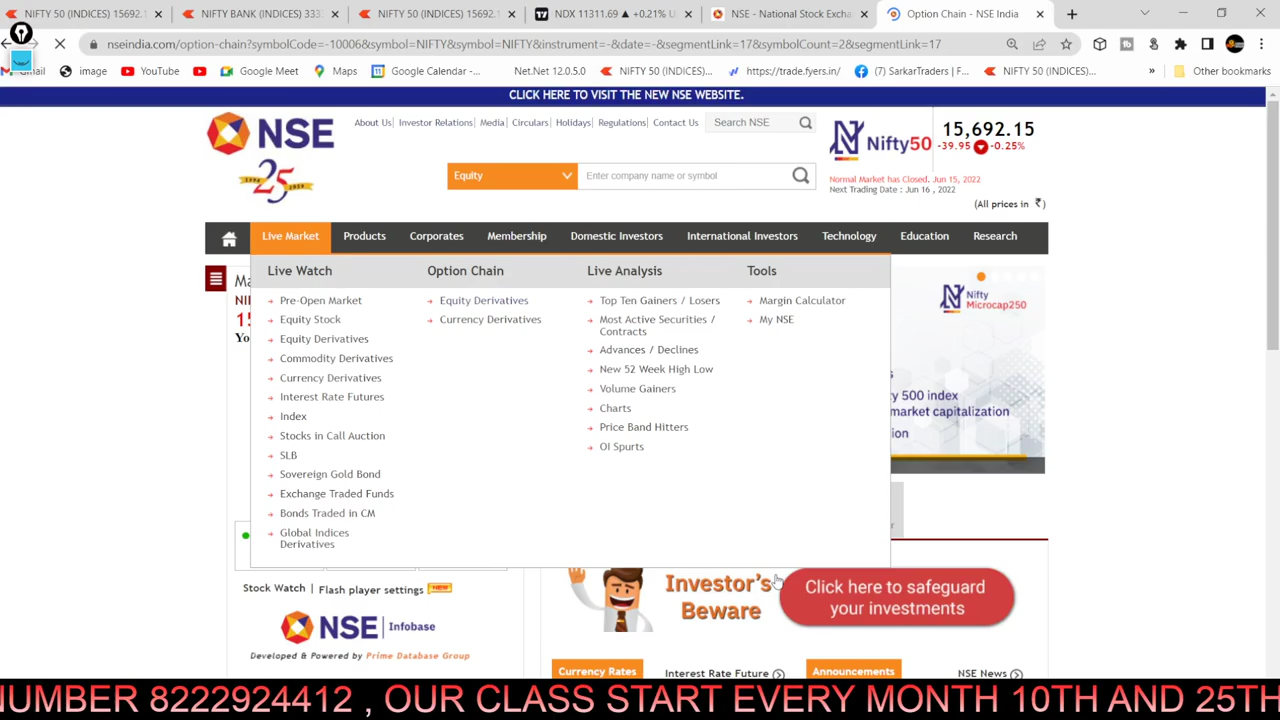 NIFTY 50 (INDICES) 15692.1
NIFTY BANK (INDICES) 333
NIFTY 50 (INDICES) 15692.1
NDX 11311.69 ▲ +0.21% U
NSE - National Stock Exchan
Option Chain - NSE India
nseindia.com/option-chain?symbolCode=-10006&symbol=NIFTY&symbol=NIFTY&instrument=-&date=-&segmentLink=17&symbolCount=2&segmentLink=17
Gmail
image
YouTube
Google Meet
Maps
Google Calendar -...
Net.Net 12.0.5.0
NIFTY 50 (INDICES)...
https://trade.fyers.in/
(7) SarkarTraders | F...
NIFTY 50 (INDICES)...
» Other bookmarks
CLICK HERE TO VISIT THE NEW NSE WEBSITE.
NSE
25
About Us| Investor Relations| Media| Circulars| Holidays| Regulations| Contact Us
Search NSE
Equity
Enter company name or symbol
Nifty50
15,692.15
-39.95 -0.25%
Normal Market has Closed. Jun 15, 2022
Next Trading Date : Jun 16 , 2022
(All prices in ₹)
Live Market Products Corporates Membership Domestic Investors International Investors Technology Education Research
Live Watch
Pre-Open Market
Equity Stock
Equity Derivatives
Commodity Derivatives
Currency Derivatives
Interest Rate Futures
Index
Stocks in Call Auction
SLB
Sovereign Gold Bond
Exchange Traded Funds
Bonds Traded in CM
Global Indices
Derivatives
Option Chain
Equity Derivatives
Currency Derivatives
Live Analysis
Top Ten Gainers / Losers
Most Active Securities /
Contracts
Advances / Declines
New 52 Week High Low
Volume Gainers
Charts
Price Band Hitters
OI Spurts
Tools
Margin Calculator
My NSE
Nifty
Microcap250
y 500 index
market capitalization
ion
Stock Watch | Flash player settings
NSE Infobase
Developed & Powered by Prime Database Group
Investor's
Beware
Click here to safeguard
your investments
Currency Rates
Interest Rate Future
Announcements
NSE News
NUMBER 8222924412 , OUR CLASS START EVERY MONTH 10TH AND 25TH